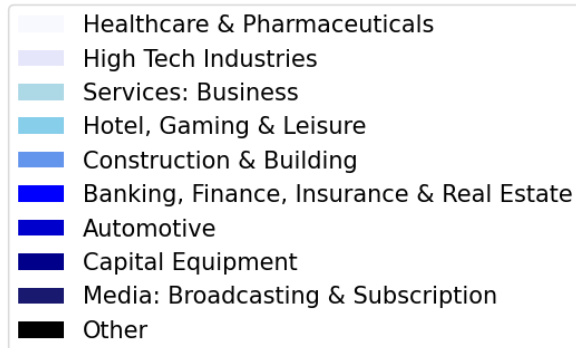 Healthcare & Pharmaceuticals
High Tech Industries
Services: Business
Hotel, Gaming & Leisure
Construction & Building
Banking, Finance, Insurance & Real Estate
Automotive
Capital Equipment
Media: Broadcasting & Subscription
Other